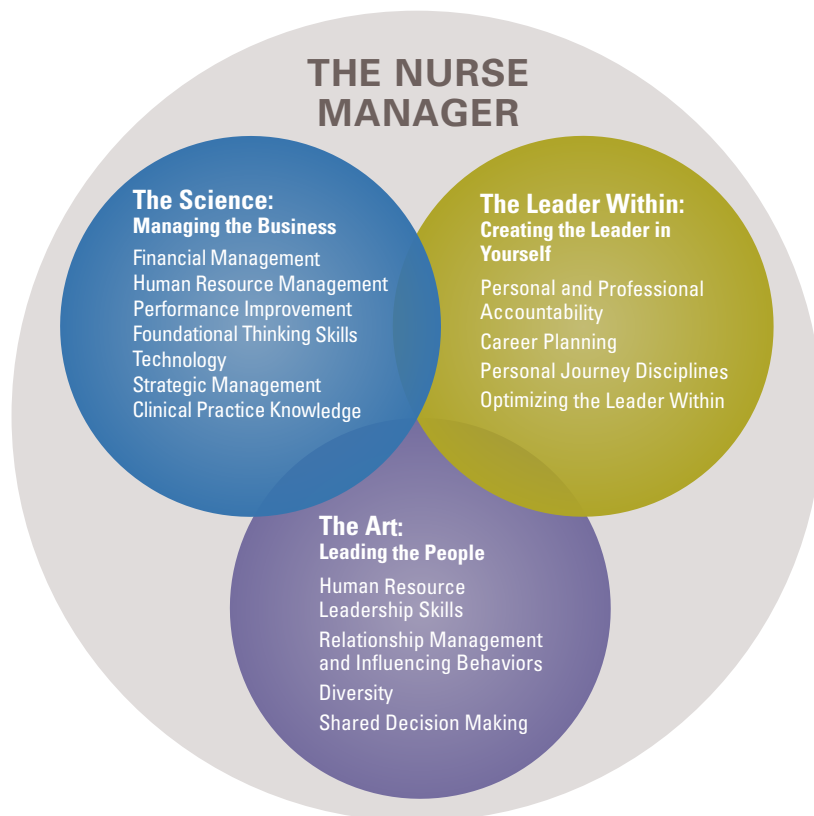 THE NURSE
MANAGER
The Science:
Managing the Business
Financial Management
Human Resource Management
Performance Improvement
Foundational Thinking Skills
Technology
Strategic Management
Clinical Practice Knowledge
The Leader Within:
Creating the Leader in
Yourself
Personal and Professional
Accountability
Career Planning
Personal Journey Disciplines
Optimizing the Leader Within
The Art:
Leading the People
Human Resource
Leadership Skills
Relationship Management
and Influencing Behaviors
Diversity
Shared Decision Making